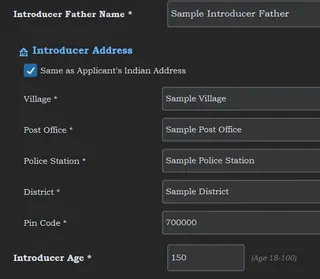 Introducer Father Name * Sample Introducer Father
Introducer Address
Same as Applicant's Indian Address
Village * Sample Village
Post Office * Sample Post Office
Police Station * Sample Police Station
District * Sample District
Pin Code * 700000
Introducer Age * 150 (Age 18-100)